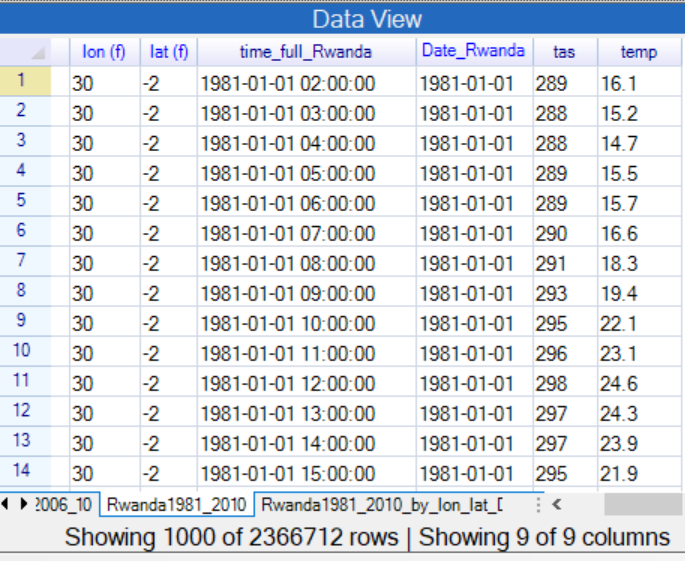 Data View
lon (f) lat (f) time_full_Rwanda Date_Rwanda tas temp
1 30 -2 1981-01-01 02:00:00 1981-01-01 289 16.1
2 30 -2 1981-01-01 03:00:00 1981-01-01 288 15.2
3 30 -2 1981-01-01 04:00:00 1981-01-01 288 14.7
4 30 -2 1981-01-01 05:00:00 1981-01-01 289 15.5
5 30 -2 1981-01-01 06:00:00 1981-01-01 289 15.7
6 30 -2 1981-01-01 07:00:00 1981-01-01 290 16.6
7 30 -2 1981-01-01 08:00:00 1981-01-01 291 18.3
8 30 -2 1981-01-01 09:00:00 1981-01-01 293 19.4
9 30 -2 1981-01-01 10:00:00 1981-01-01 295 22.1
10 30 -2 1981-01-01 11:00:00 1981-01-01 296 23.1
11 30 -2 1981-01-01 12:00:00 1981-01-01 298 24.6
12 30 -2 1981-01-01 13:00:00 1981-01-01 297 24.3
13 30 -2 1981-01-01 14:00:00 1981-01-01 297 23.9
14 30 -2 1981-01-01 15:00:00 1981-01-01 295 21.9
2006_10 Rwanda1981_2010 Rwanda1981_2010_by_lon_lat_
Showing 1000 of 2366712 rows | Showing 9 of 9 columns